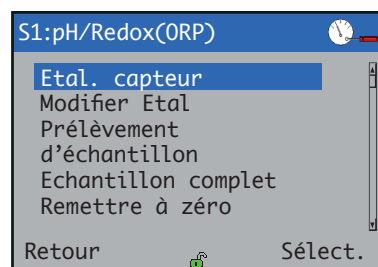 S1:pH/Redox(ORP)
Etal. capteur
Modifier Etal
Prélèvement
d'échantillon
Echantillon complet
Remettre à zéro
Retour
Sélect.